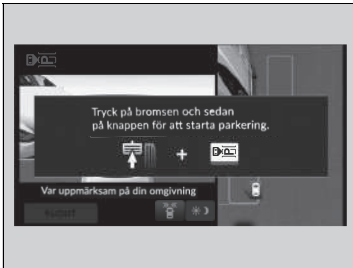 Tryck på bromsen och sedan
på knappen för att starta parkering.
+
Var uppmärksam på din omgivning